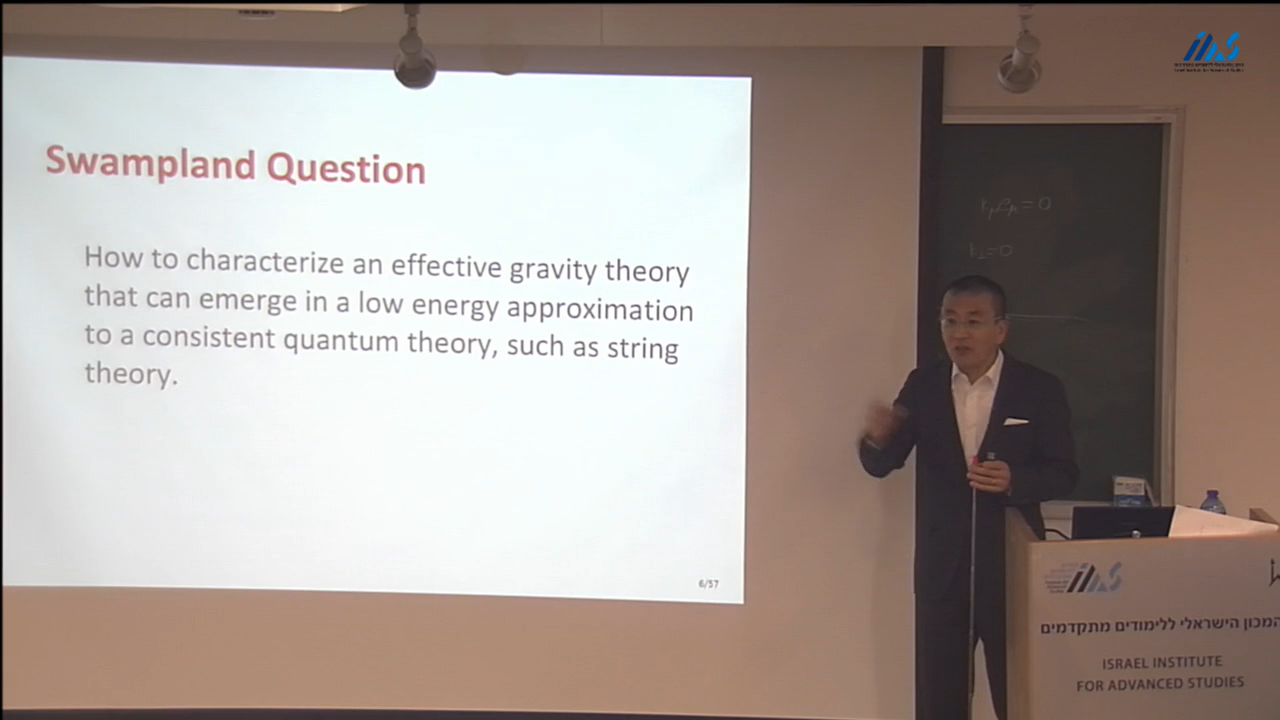 Swampland Question
How to characterize an effective gravity theory
that can emerge in a low energy approximation
to a consistent quantum theory, such as string
theory.
6/57
המכון הישראלי ללימודים מתקדמים
ISRAEL INSTITUTE
FOR ADVANCED STUDIES